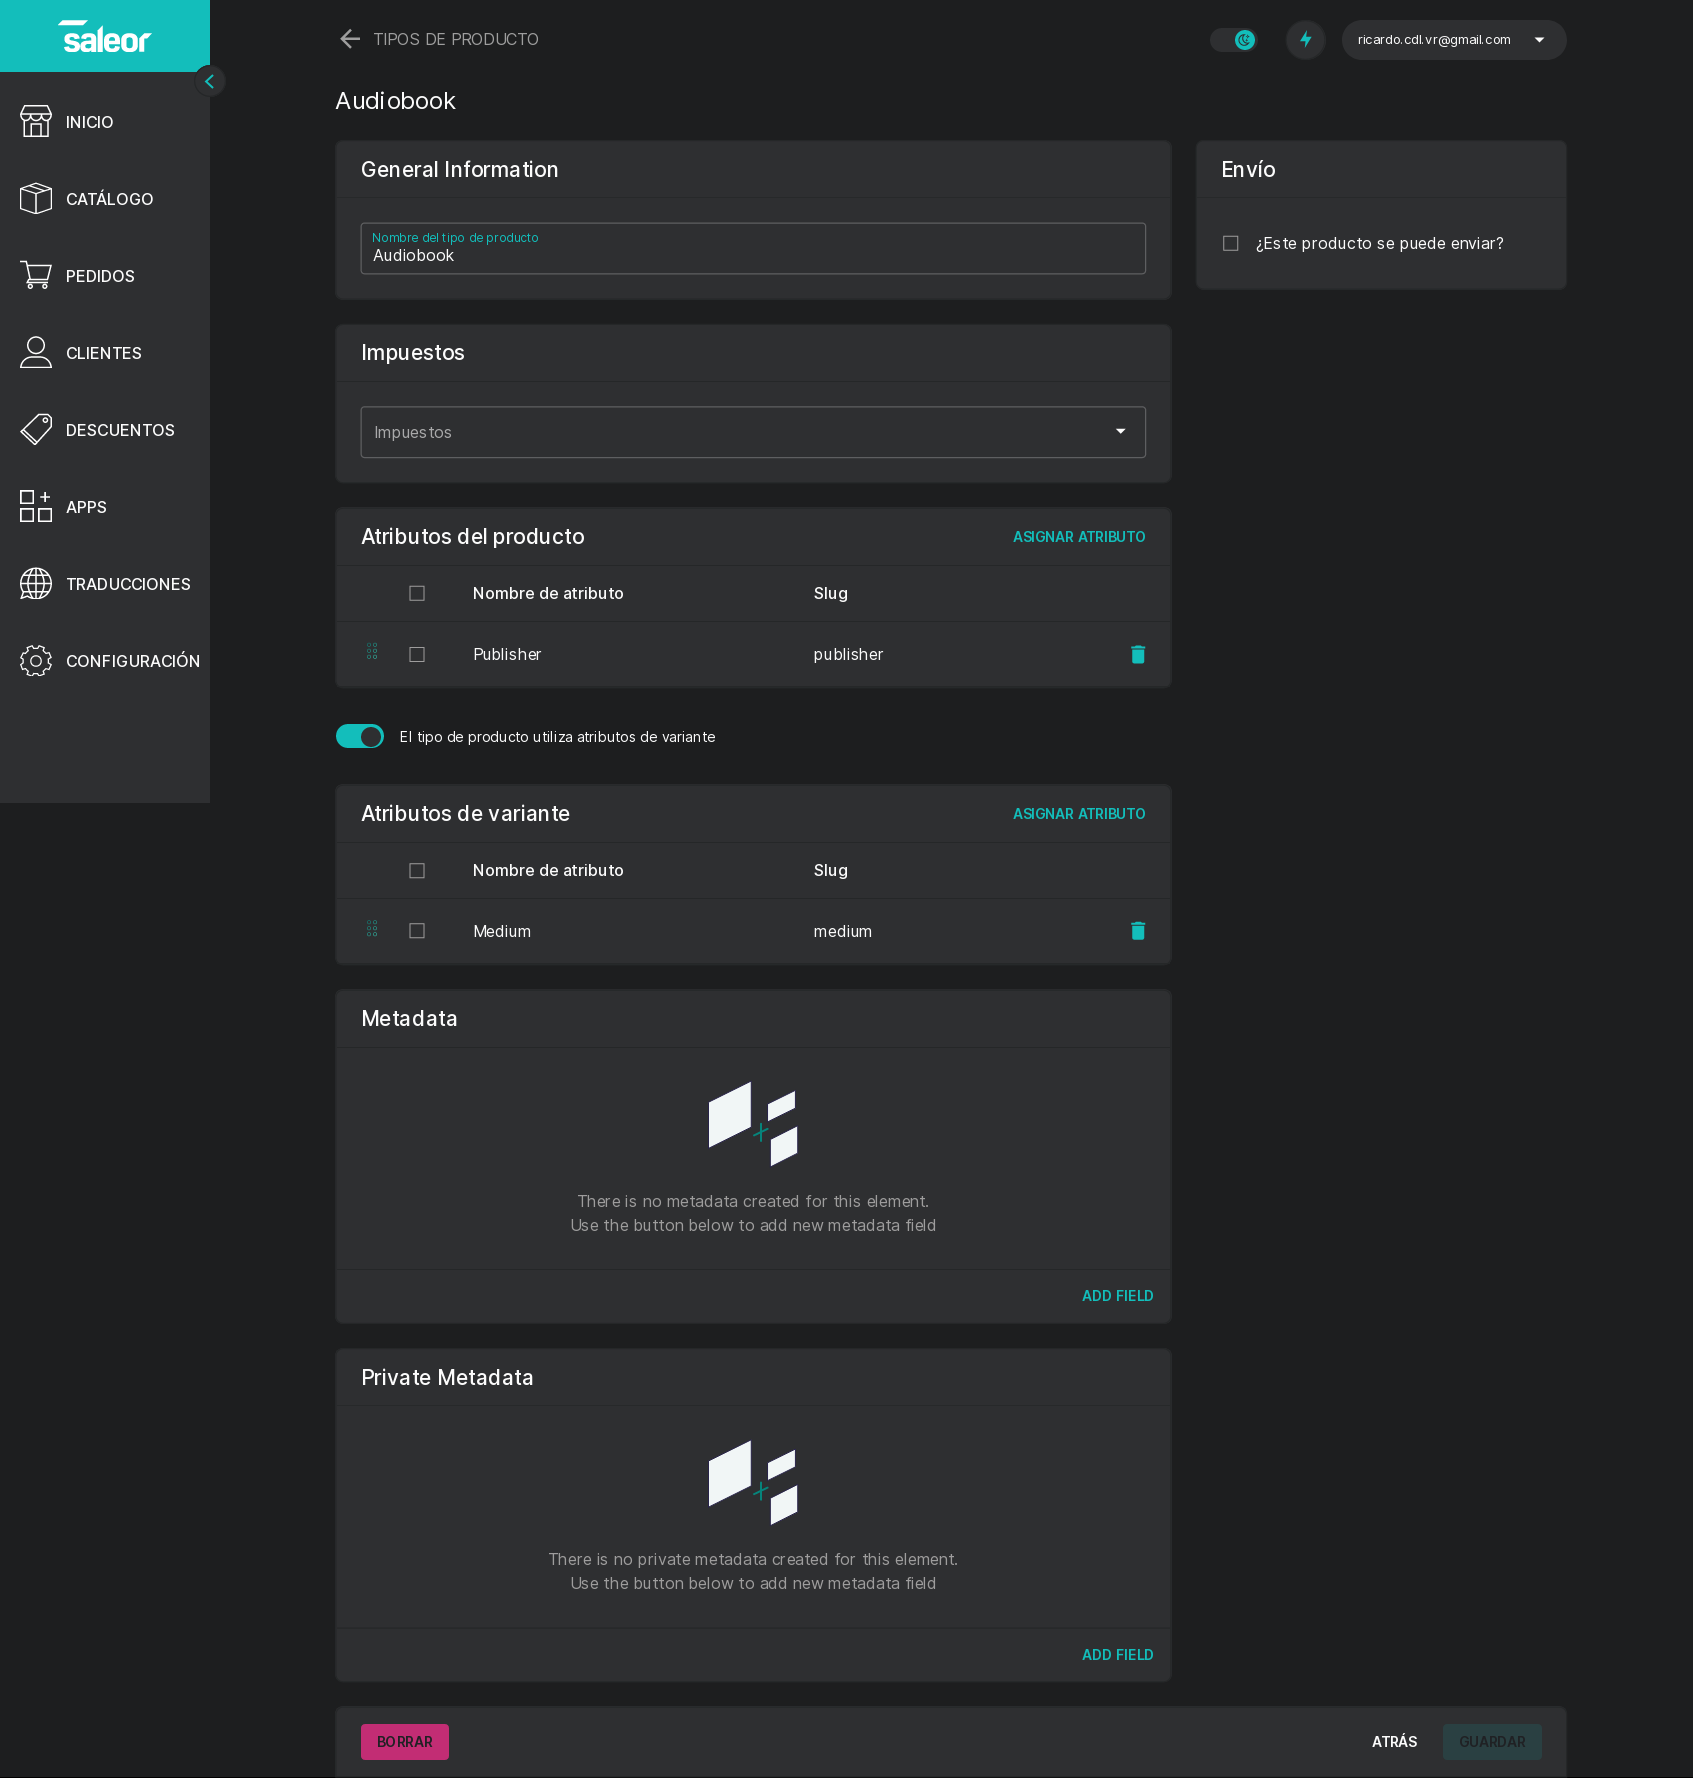 saleor
TIPOS DE PRODUCTO
ricardo.cdl.vr@gmail.com
INICIO
CATÁLOGO
PEDIDOS
CLIENTES
DESCUENTOS
APPS
TRADUCCIONES
CONFIGURACIÓN
Audiobook
General Information
Nombre del tipo de producto
Audiobook
Envío
¿Este producto se puede enviar?
Impuestos
Impuestos
Atributos del producto ASIGNAR ATRIBUTO
Nombre de atributo Slug
Publisher publisher
El tipo de producto utiliza atributos de variante
Atributos de variante ASIGNAR ATRIBUTO
Nombre de atributo Slug
Medium medium
Metadata
There is no metadata created for this element.
Use the button below to add new metadata field
ADD FIELD
Private Metadata
There is no private metadata created for this element.
Use the button below to add new metadata field
ADD FIELD
BORRAR ATRÁS GUARDAR